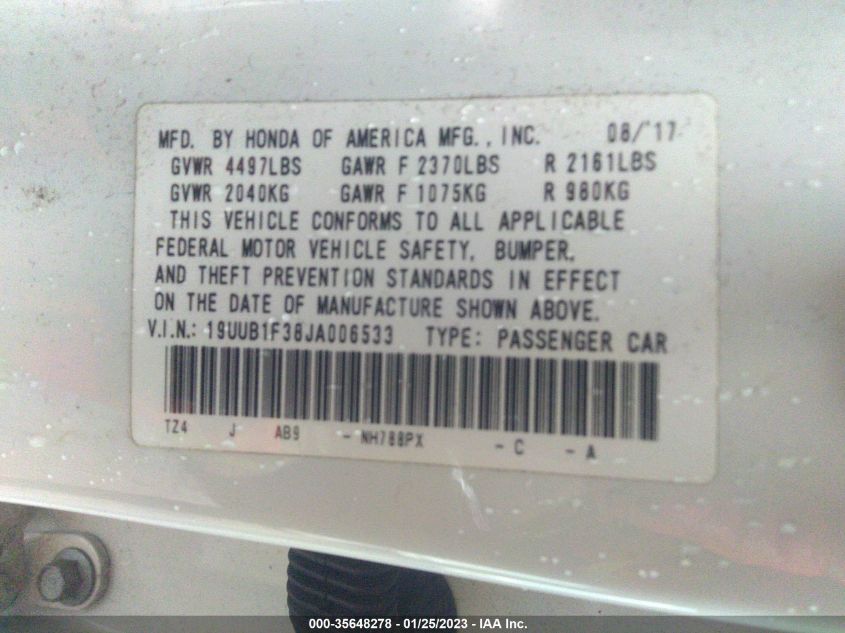 MFD. BY HONDA OF AMERICA MFG., INC. 08/17
GVWR 4497LBS GAWR F 2370LBS R 2161LBS
GVWR 2040KG GAWR F 1075KG R 980KG
THIS VEHICLE CONFORMS TO ALL APPLICABLE
FEDERAL MOTOR VEHICLE SAFETY, BUMPER,
AND THEFT PREVENTION STANDARDS IN EFFECT
ON THE DATE OF MANUFACTURE SHOWN ABOVE.
V.I.N.: 19UUB1F38JA006533 TYPE: PASSENGER CAR
TZ4 J AB9 - NH788PX - C - A
000-35648278 - 01/25/2023 - IAA Inc.